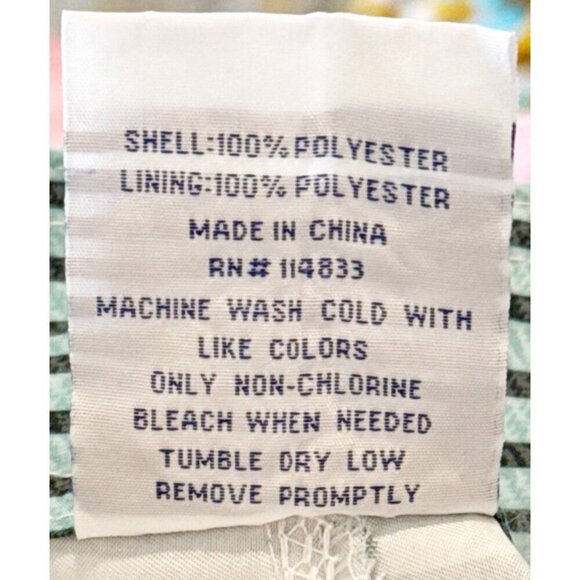 SHELL:100% POLYESTER
LINING:100% POLYESTER
MADE IN CHINA
RN# 114833
MACHINE WASH COLD WITH
LIKE COLORS
ONLY NON-CHLORINE
BLEACH WHEN NEEDED
TUMBLE DRY LOW
REMOVE PROMPTLY